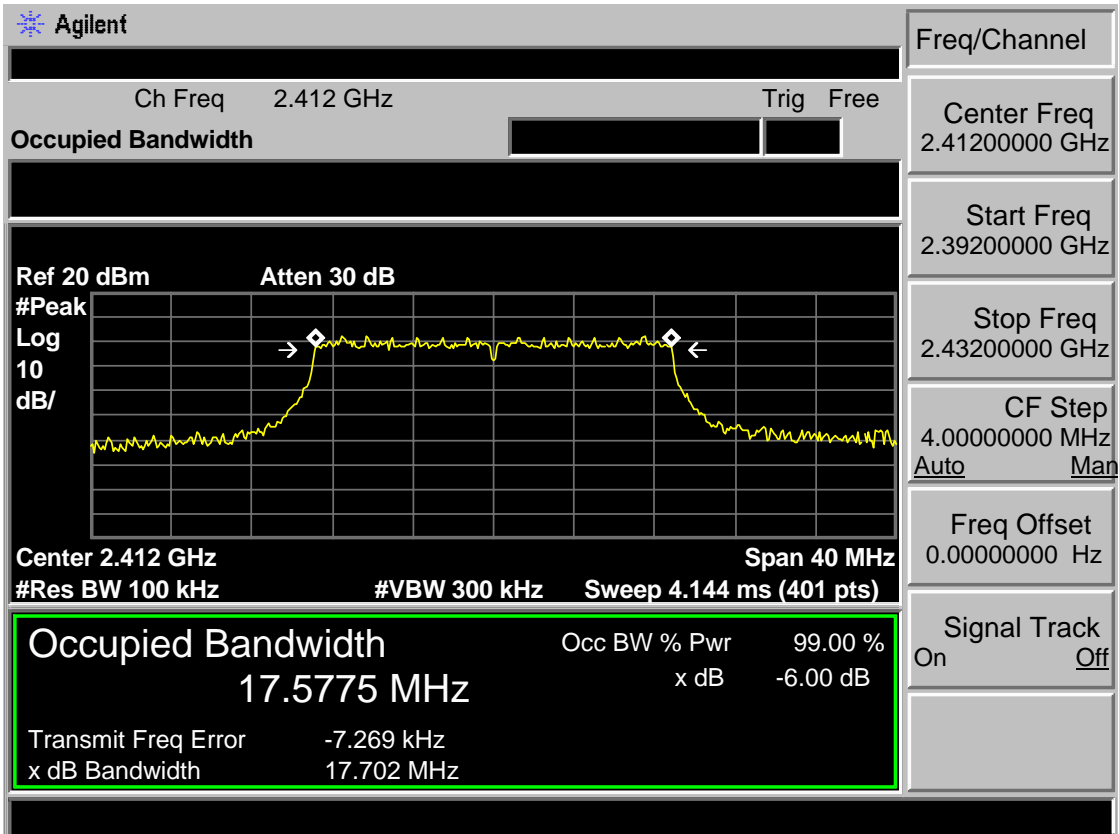 Agilent
Freq/Channel
Ch Freq 2.412 GHz Trig Free
Occupied Bandwidth
Center Freq
2.41200000 GHz
Start Freq
2.39200000 GHz
Stop Freq
2.43200000 GHz
CF Step
4.00000000 MHz
Auto Man
Freq Offset
0.00000000 Hz
Signal Track
On Off
Ref 20 dBm Atten 30 dB
#Peak
Log
10
dB/
Center 2.412 GHz Span 40 MHz
#Res BW 100 kHz #VBW 300 kHz Sweep 4.144 ms (401 pts)
Occupied Bandwidth Occ BW % Pwr 99.00 %
17.5775 MHz x dB -6.00 dB
Transmit Freq Error -7.269 kHz
x dB Bandwidth 17.702 MHz